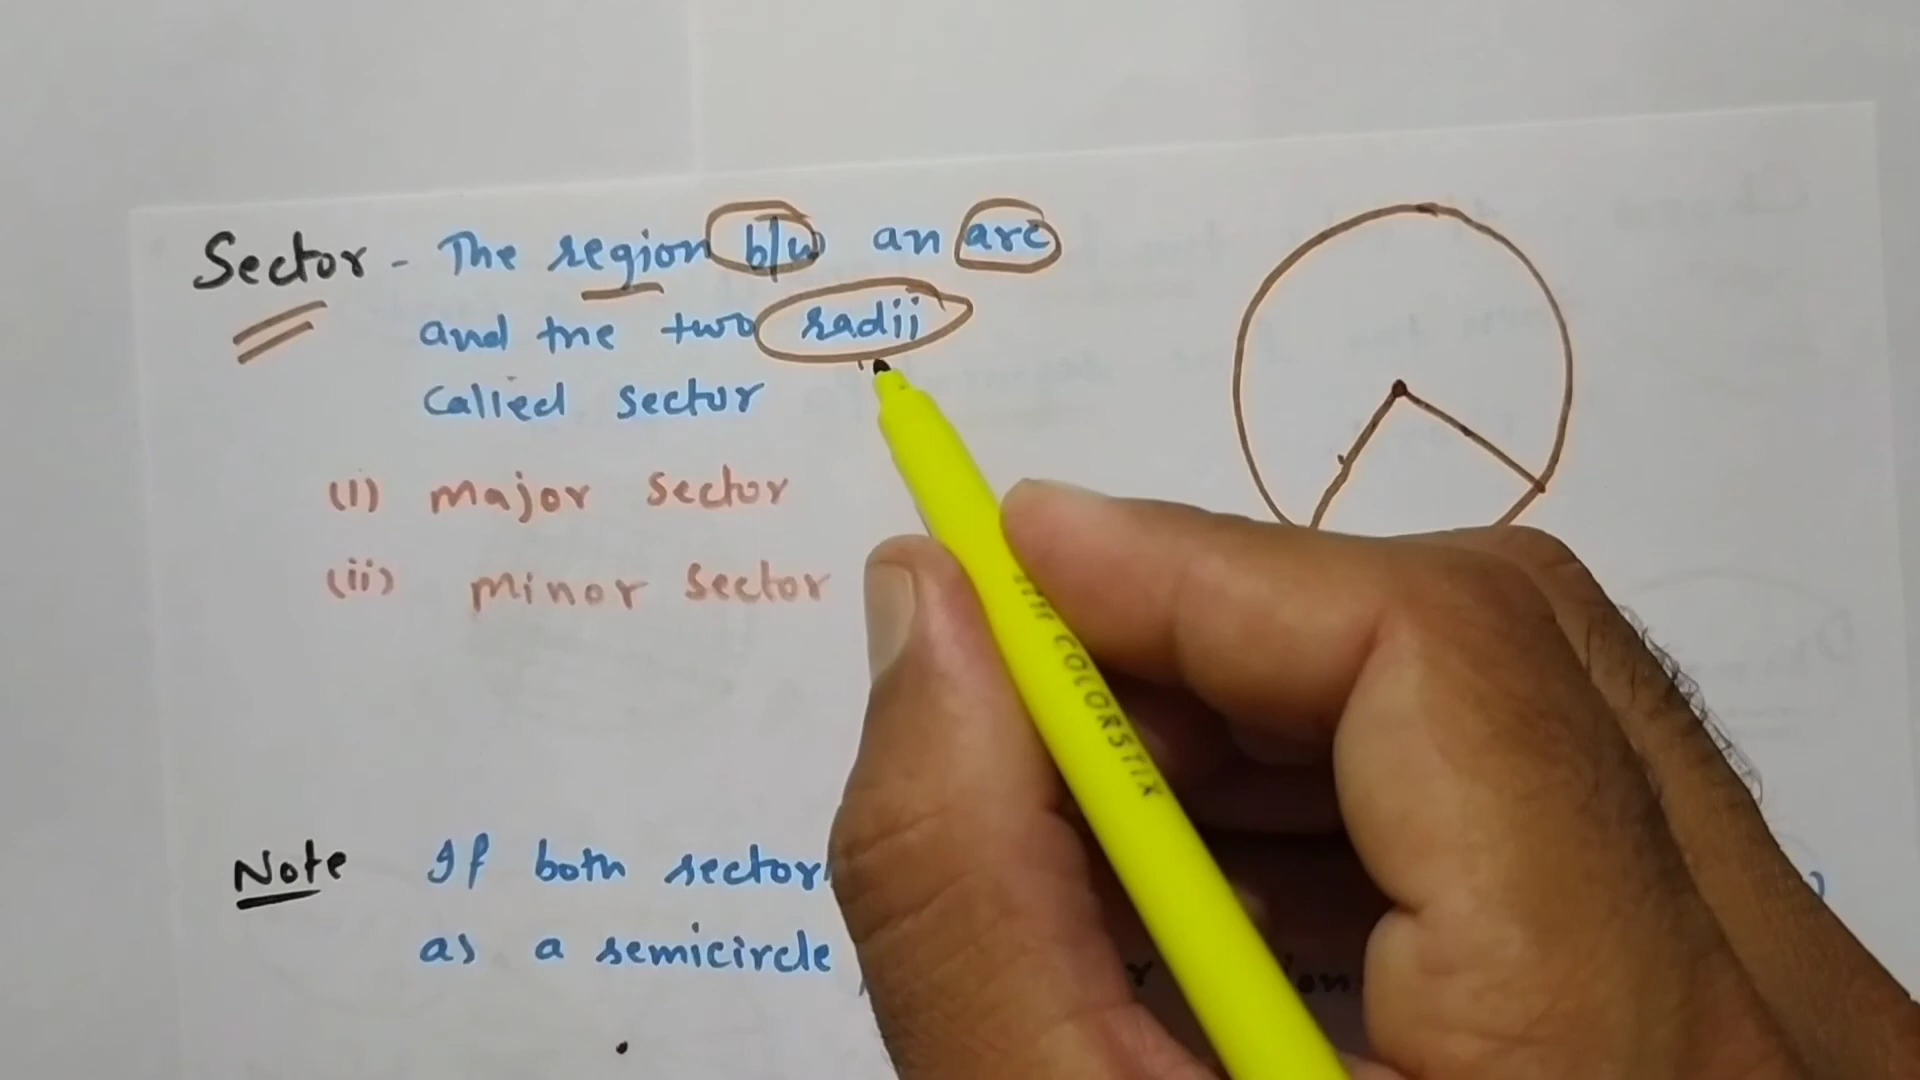 Sector - The region b/w an arc
and the two radii
called sector
(i) major sector
(ii) minor sector
Note If both sector
as a semicircle
COLORSTIX